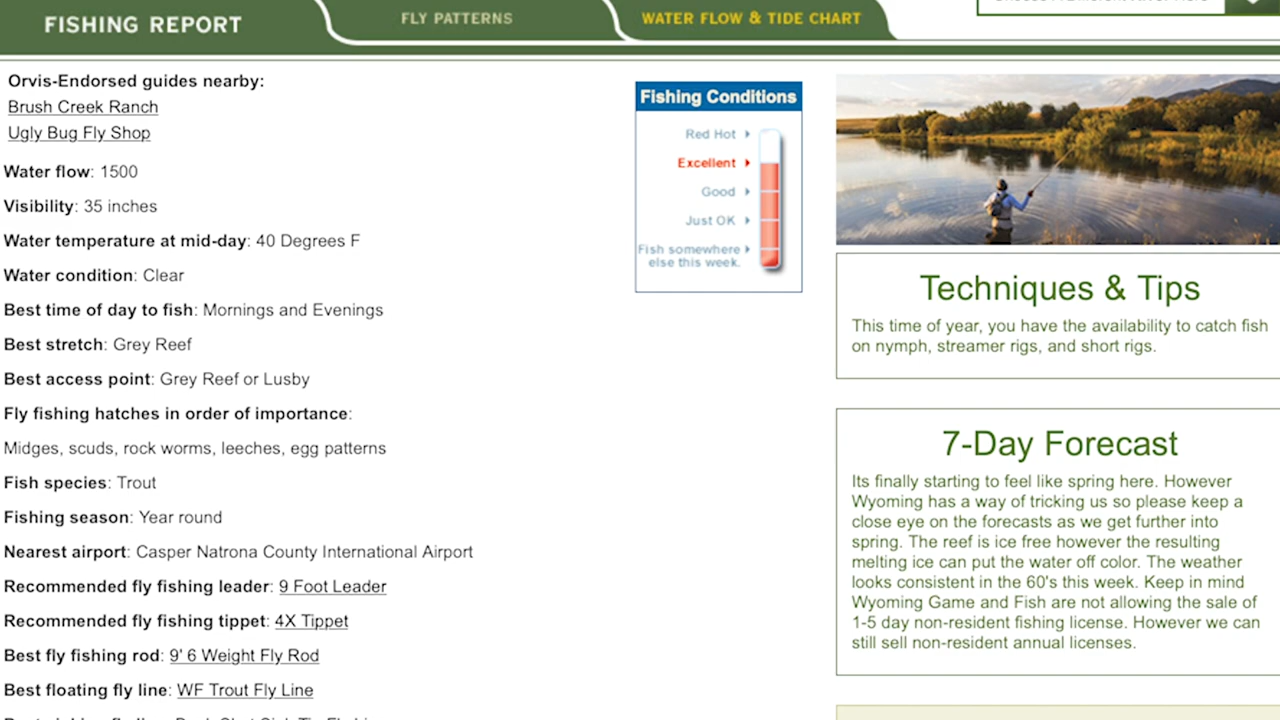 FISHING REPORT
FLY PATTERNS
WATER FLOW & TIDE CHART
Orvis-Endorsed guides nearby:
Brush Creek Ranch
Ugly Bug Fly Shop
Water flow: 1500
Visibility: 35 inches
Water temperature at mid-day: 40 Degrees F
Water condition: Clear
Best time of day to fish: Mornings and Evenings
Best stretch: Grey Reef
Best access point: Grey Reef or Lusby
Fly fishing hatches in order of importance:
Midges, scuds, rock worms, leeches, egg patterns
Fish species: Trout
Fishing season: Year round
Nearest airport: Casper Natrona County International Airport
Recommended fly fishing leader: 9 Foot Leader
Recommended fly fishing tippet: 4X Tippet
Best fly fishing rod: 9' 6 Weight Fly Rod
Best floating fly line: WF Trout Fly Line
Fishing Conditions
Red Hot
Excellent
Good
Just OK
Fish somewhere
else this week.
Techniques & Tips
This time of year, you have the availability to catch fish
on nymph, streamer rigs, and short rigs.
7-Day Forecast
Its finally starting to feel like spring here. However
Wyoming has a way of tricking us so please keep a
close eye on the forecasts as we get further into
spring. The reef is ice free however the resulting
melting ice can put the water off color. The weather
looks consistent in the 60's this week. Keep in mind
Wyoming Game and Fish are not allowing the sale of
1-5 day non-resident fishing license. However we can
still sell non-resident annual licenses.